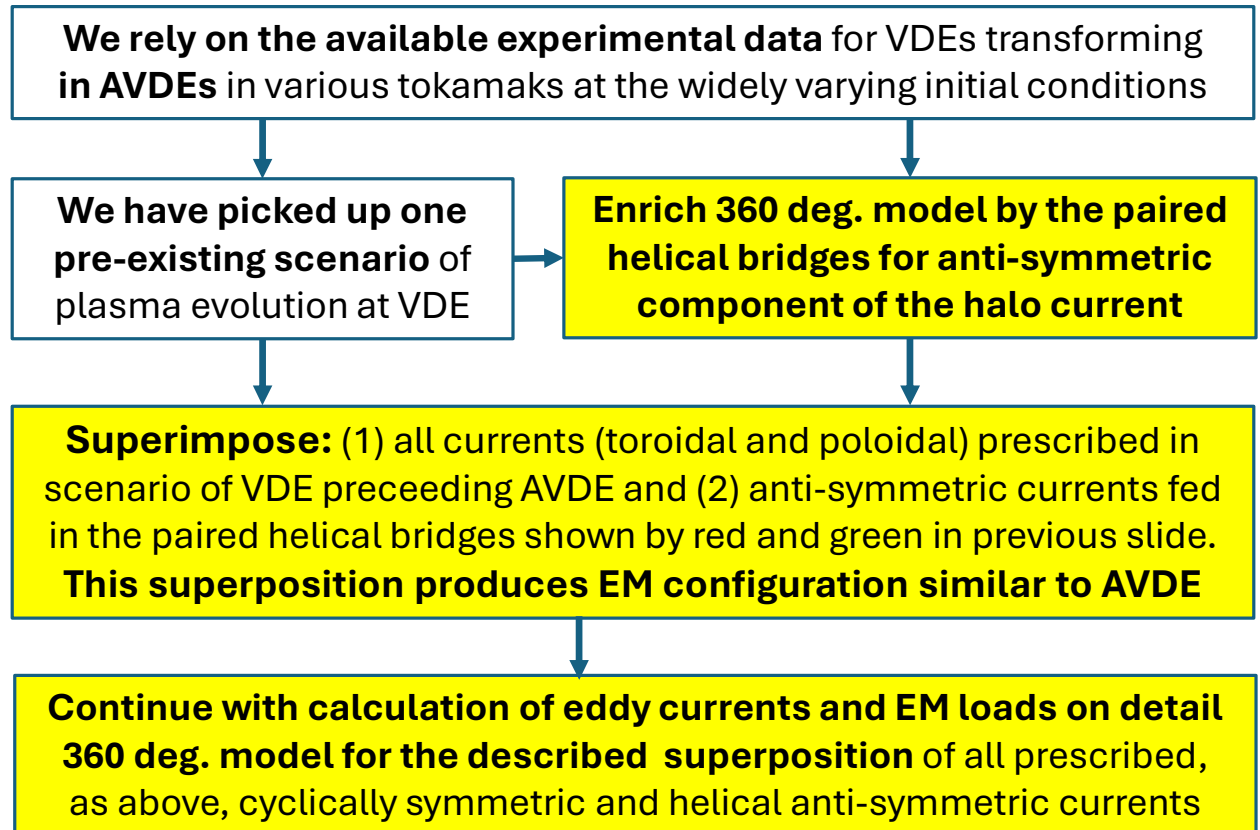 We rely on the available experimental data for VDEs transforming
in AVDEs in various tokamaks at the widely varying initial conditions
We have picked up one
pre-existing scenario of
plasma evolution at VDE
Enrich 360 deg. model by the paired
helical bridges for anti-symmetric
component of the halo current
Superimpose: (1) all currents (toroidal and poloidal) prescribed in
scenario of VDE preceeding AVDE and (2) anti-symmetric currents fed
in the paired helical bridges shown by red and green in previous slide.
This superposition produces EM configuration similar to AVDE
Continue with calculation of eddy currents and EM loads on detail
360 deg. model for the described superposition of all prescribed,
as above, cyclically symmetric and helical anti-symmetric currents